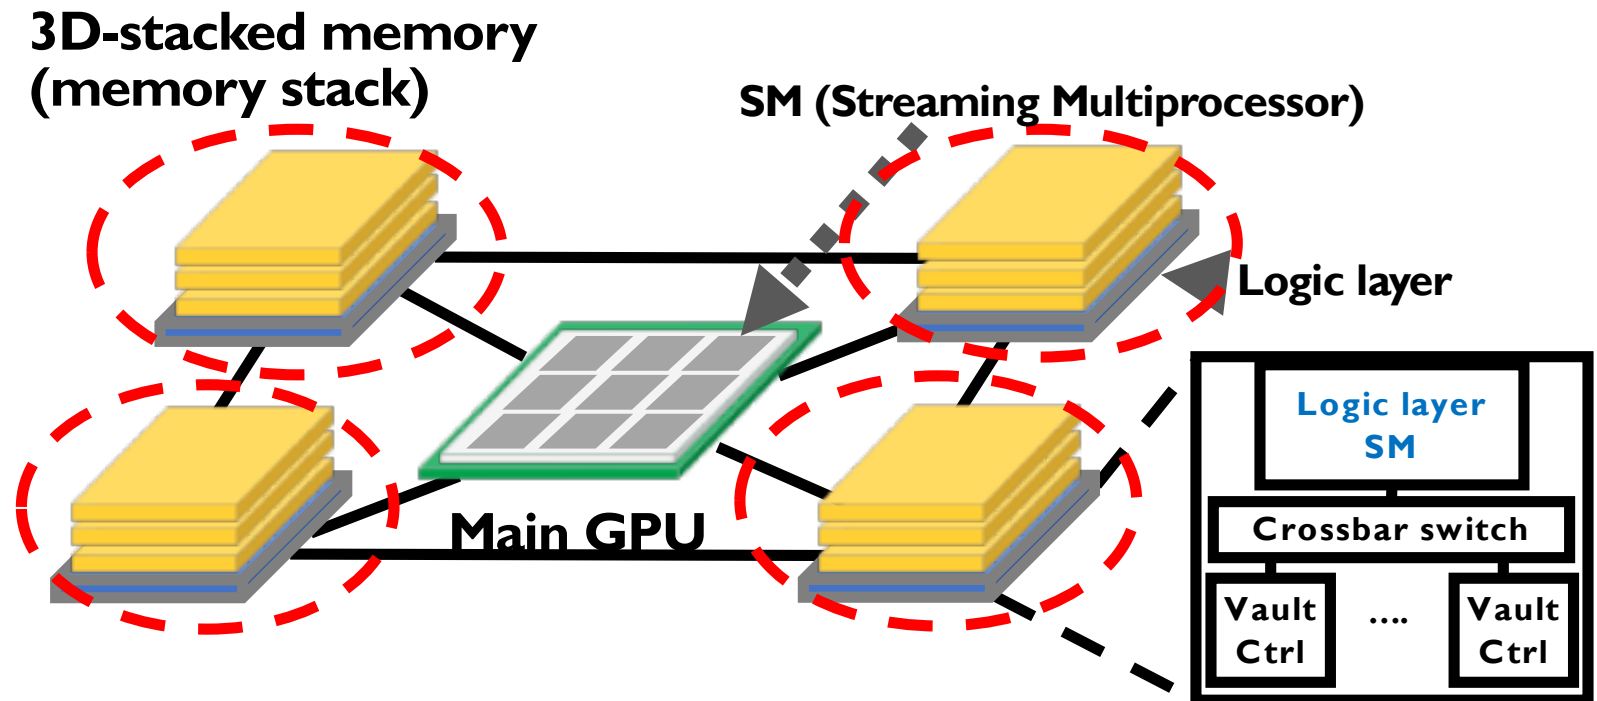 3D-stacked memory
(memory stack)
SM (Streaming Multiprocessor)
Logic layer
Main GPU
Logic layer
SM
Crossbar switch
Vault
Ctrl
....
Vault
Ctrl